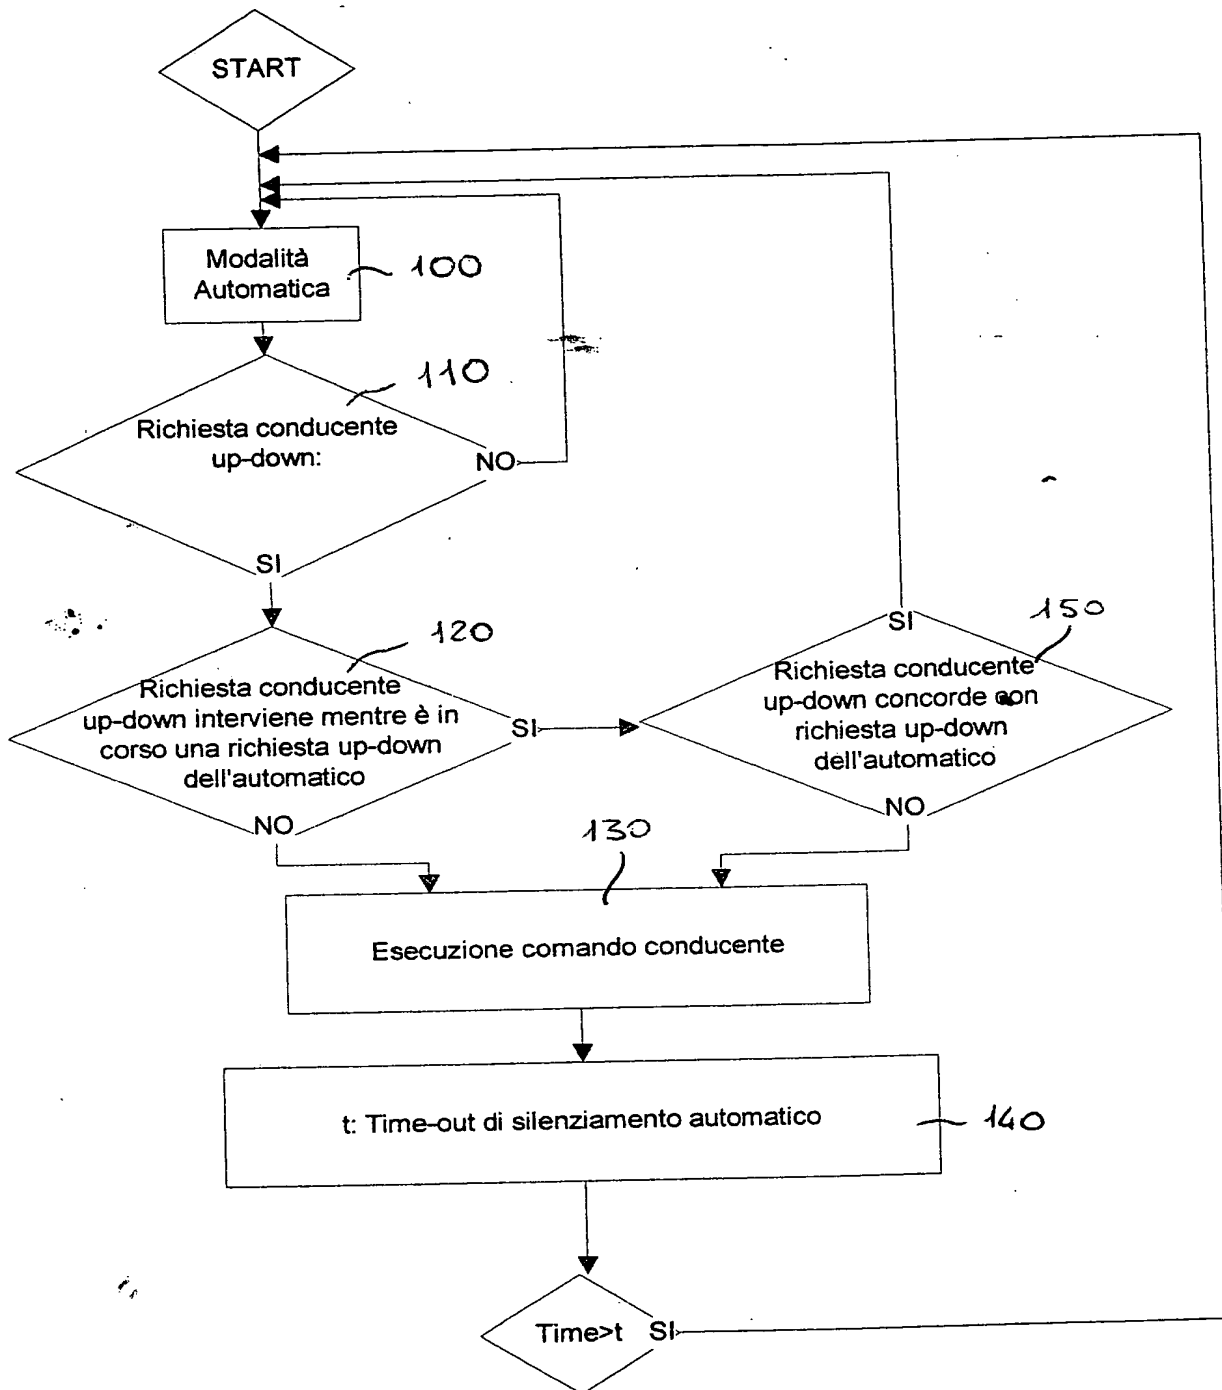 START
Modalità
Automatica
100
110
Richiesta conducente
up-down:
NO
SI
120
Richiesta conducente
up-down interviene mentre è in
corso una richiesta up-down
dell'automatico
SI
NO
150
SI
Richiesta conducente
up-down concorde con
richiesta up-down
dell'automatico
NO
130
Esecuzione comando conducente
t: Time-out di silenziamento automatico
140
Time>t
SI